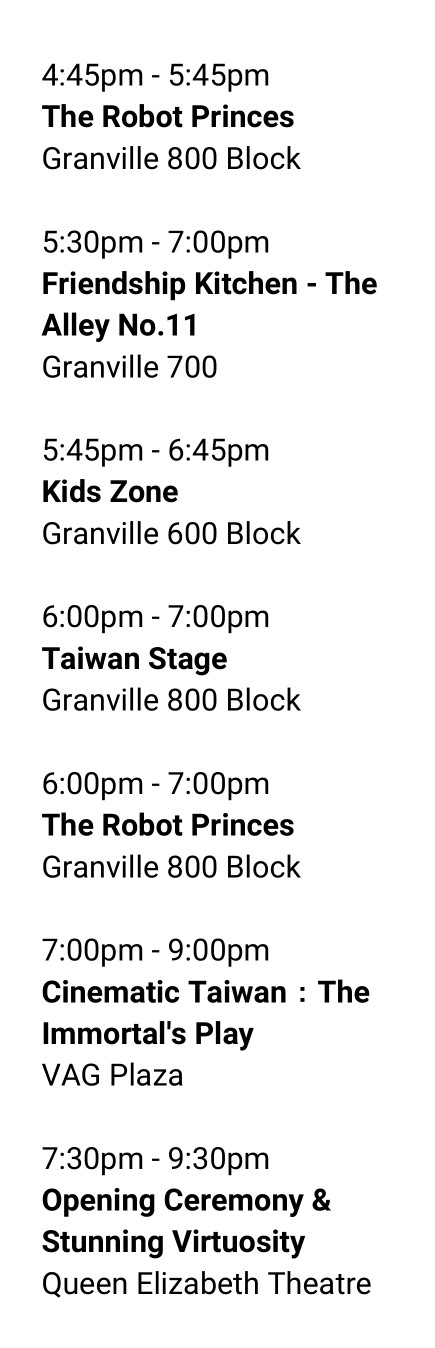 4:45pm - 5:45pm
The Robot Princes
Granville 800 Block
5:30pm - 7:00pm
Friendship Kitchen - The
Alley No.11
Granville 700
5:45pm - 6:45pm
Kids Zone
Granville 600 Block
6:00pm - 7:00pm
Taiwan Stage
Granville 800 Block
6:00pm - 7:00pm
The Robot Princes
Granville 800 Block
7:00pm - 9:00pm
Cinematic Taiwan：The
Immortal's Play
VAG Plaza
7:30pm - 9:30pm
Opening Ceremony &
Stunning Virtuosity
Queen Elizabeth Theatre